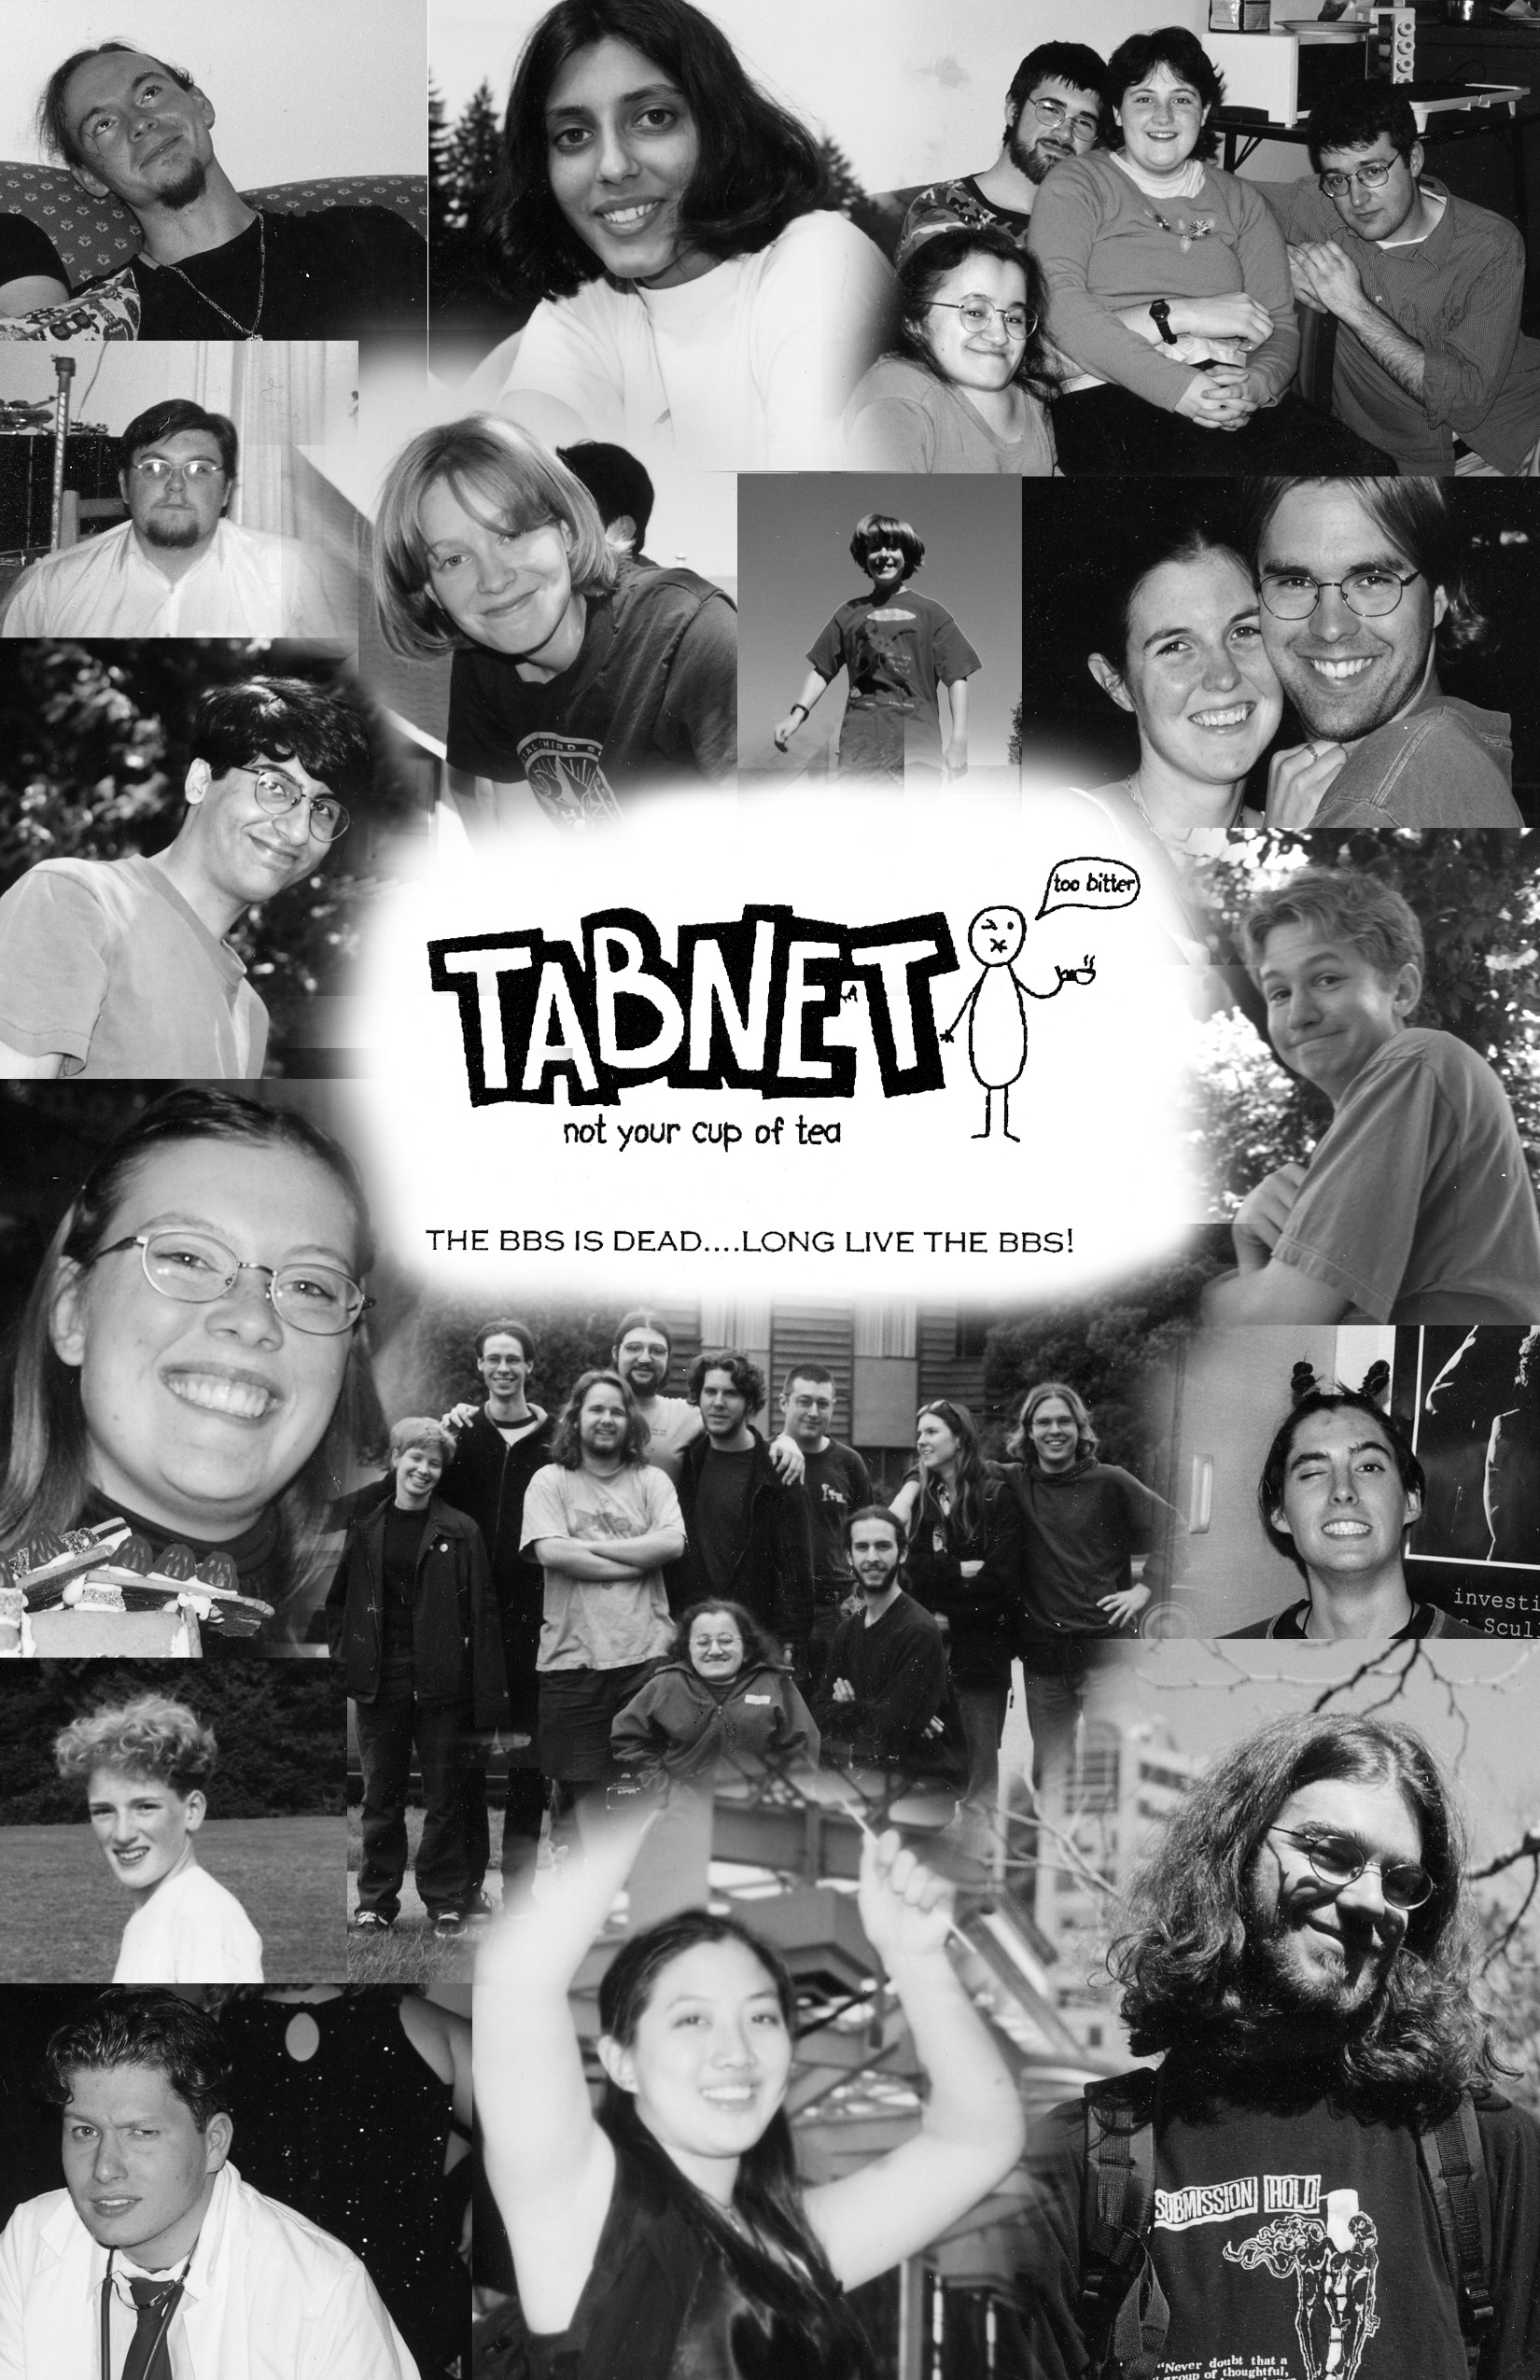 too bitter
TABNET
not your cup of tea
THE BBS IS DEAD....LONG LIVE THE BBS!
investi
Scul
SUBMISSION HOLD
"Never doubt that a
group of thoughtful,